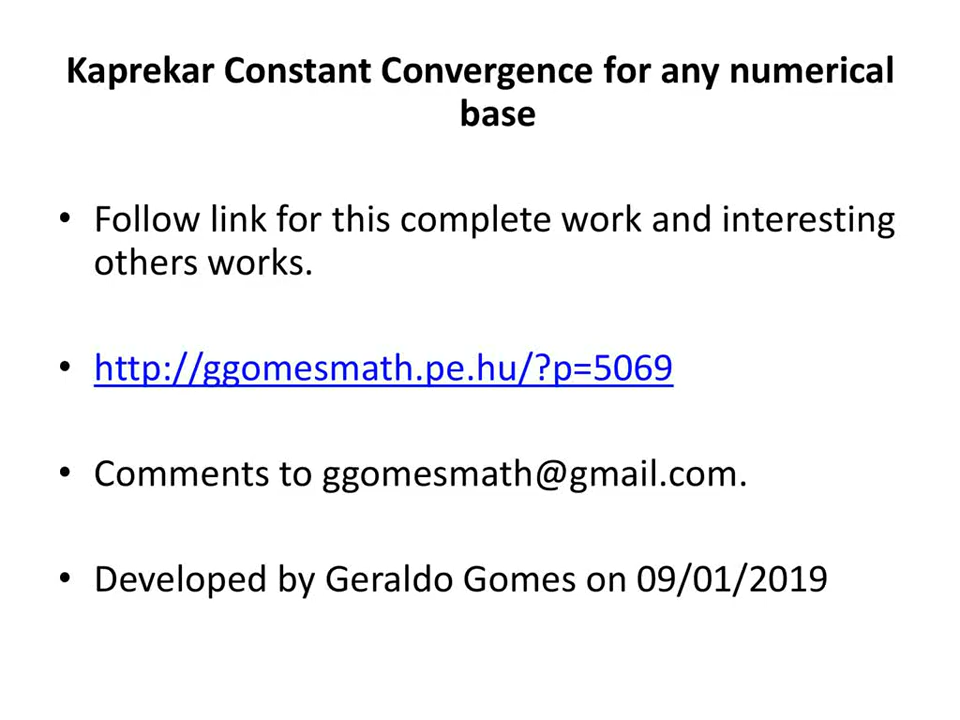 Kaprekar Constant Convergence for any numerical
base
• Follow link for this complete work and interesting
others works.
• http://ggomesmath.pe.hu/?p=5069
• Comments to ggomesmath@gmail.com.
• Developed by Geraldo Gomes on 09/01/2019